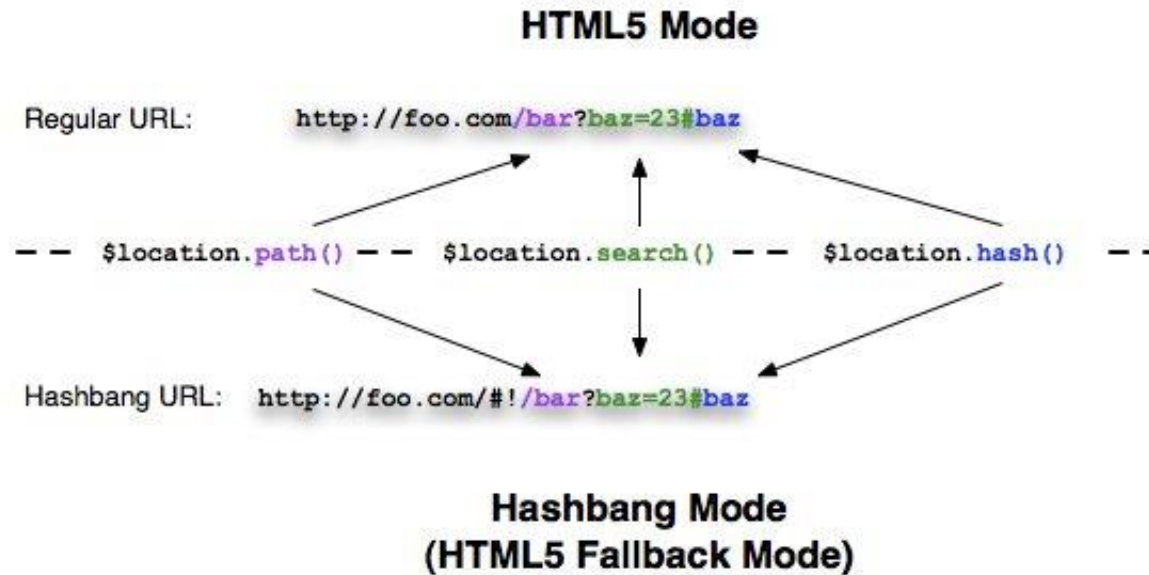 HTML5 Mode
Regular URL: http://foo.com/bar?baz=23#baz
-- $location.path() -- $location.search() -- $location.hash() --
Hashbang URL: http://foo.com/#!/bar?baz=23#baz
Hashbang Mode
(HTML5 Fallback Mode)